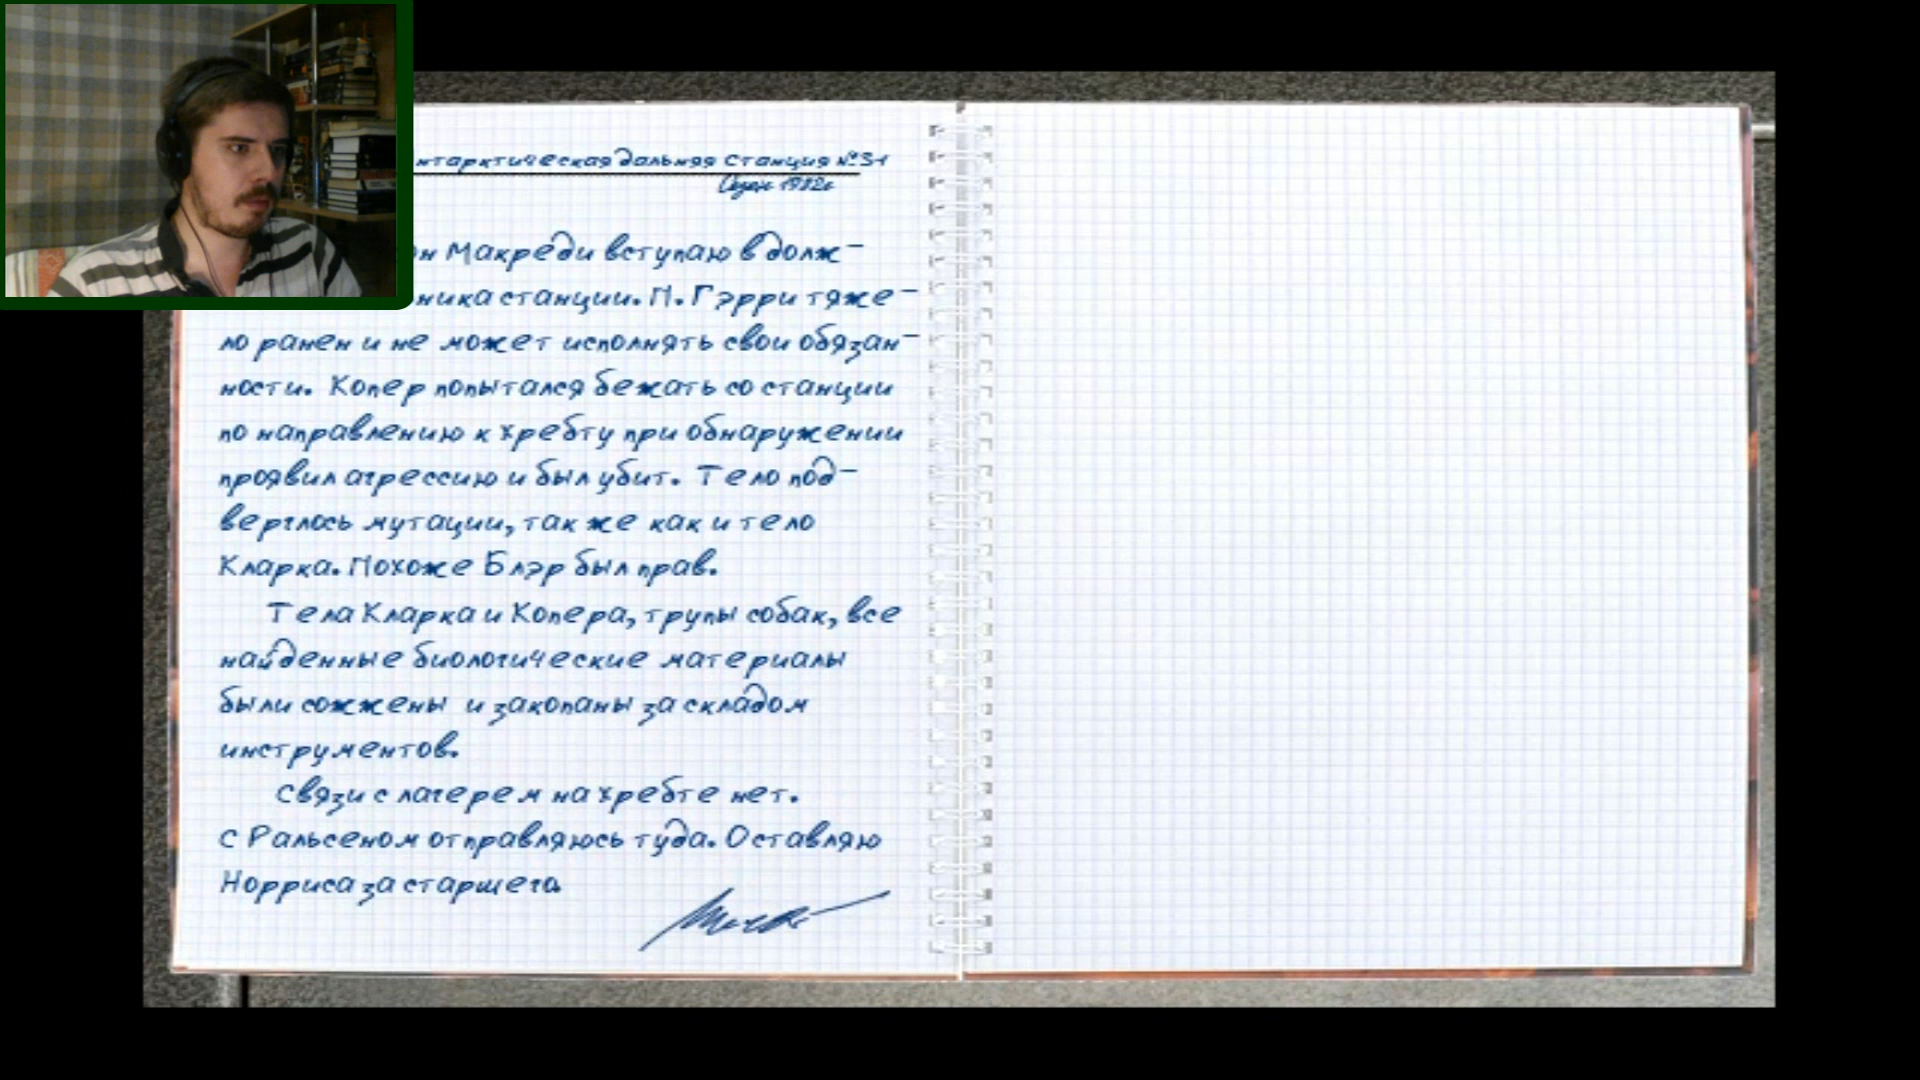 нтарктическая дальняя станция №31
Сезон 1982г
он Макреди вступаю в долж-
ника станции. П. Гэрри тяже-
ло ранен и не может исполнять свои обязан-
ности. Копер попытался бежать со станции
по направлению к хребту при обнаружении
проявил агрессию и был убит. Тело под-
верглось мутации, так же как и тело
Кларка. Похоже Блэр был прав.
Тела Кларка и Копера, трупы собак, все
найденные биологические материалы
были сожжены и закопаны за складом
инструментов.
Связи с лагерем на хребте нет.
С Ральсеном отправляюсь туда. Оставляю
Норриса за старшего.